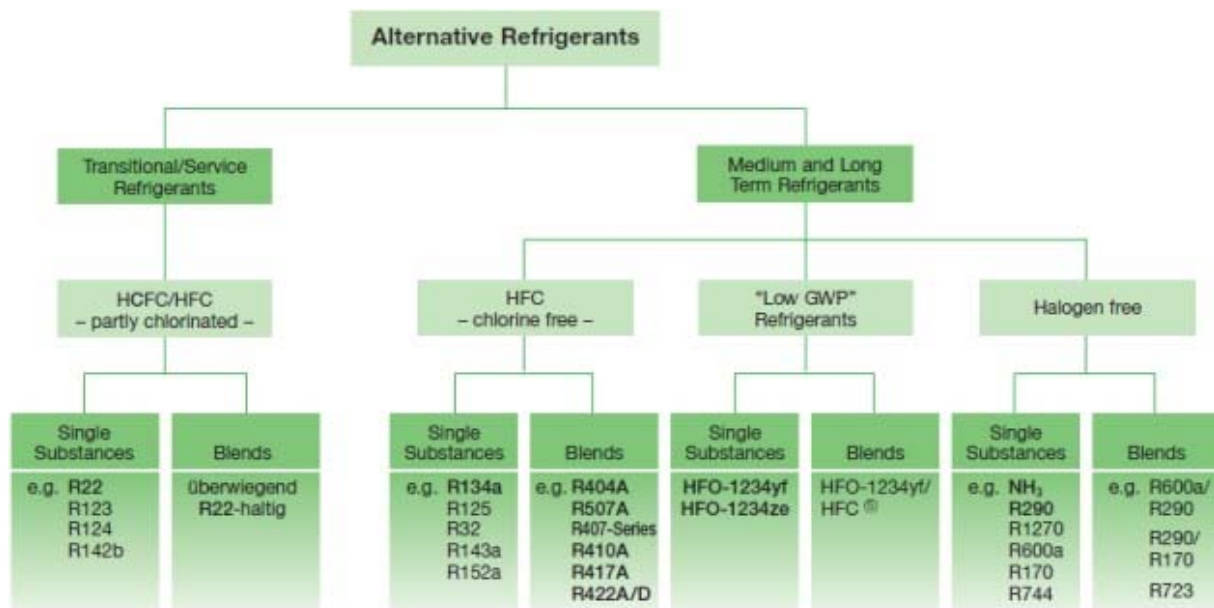 Alternative Refrigerants
Transitional/Service
Refrigerants
Medium and Long
Term Refrigerants
HCFC/HFC
– partly chlorinated –
HFC
– chlorine free –
"Low GWP"
Refrigerants
Halogen free
Single
Substances
e.g. R22
R123
R124
R142b
Blends
überwiegend
R22-haltig
Single
Substances
e.g. R134a
R125
R32
R143a
R152a
Blends
e.g. R404A
R507A
R407-Series
R410A
R417A
R422A/D
Single
Substances
HFO-1234yf
HFO-1234ze
Blends
HFO-1234yf/
HFC
Single
Substances
e.g. NH₃
R290
R1270
R600a
R170
R744
Blends
e.g. R600a/
R290
R290/
R170
R723